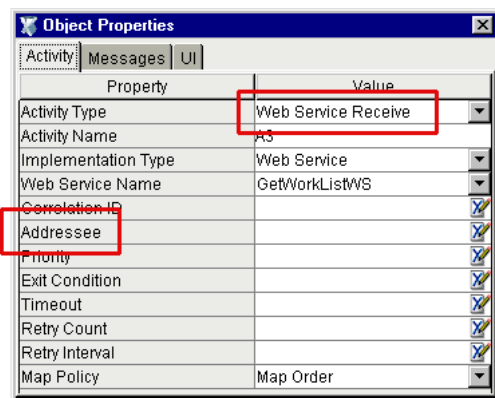 Object Properties
Activity Messages UI
Property Value
Activity Type Web Service Receive
Activity Name A3
Implementation Type Web Service
Web Service Name GetWorkListWS
Correlation ID
Addressee
Priority
Exit Condition
Timeout
Retry Count
Retry Interval
Map Policy Map Order